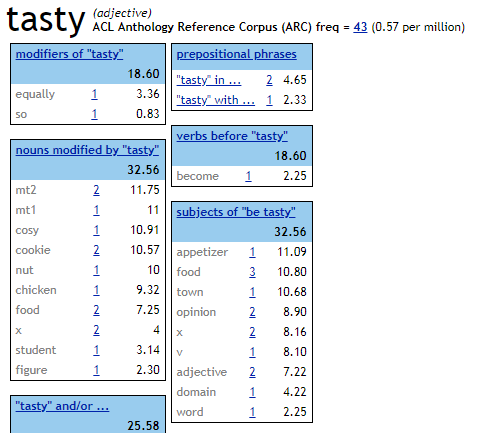 tasty (adjective)
ACL Anthology Reference Corpus (ARC) freq = 43 (0.57 per million)
modifiers of "tasty"
18.60
equally 1 3.36
so 1 0.83
nouns modified by "tasty"
32.56
mt2 2 11.75
mt1 1 11
cosy 1 10.91
cookie 2 10.57
nut 1 10
chicken 1 9.32
food 2 7.25
x 2 4
student 1 3.14
figure 1 2.30
"tasty" and/or ...
25.58
prepositional phrases
"tasty" in ... 2 4.65
"tasty" with ... 1 2.33
verbs before "tasty"
18.60
become 1 2.25
subjects of "be tasty"
32.56
appetizer 1 11.09
food 3 10.80
town 1 10.68
opinion 2 8.90
x 2 8.16
v 1 8.10
adjective 2 7.22
domain 1 4.22
word 1 2.25